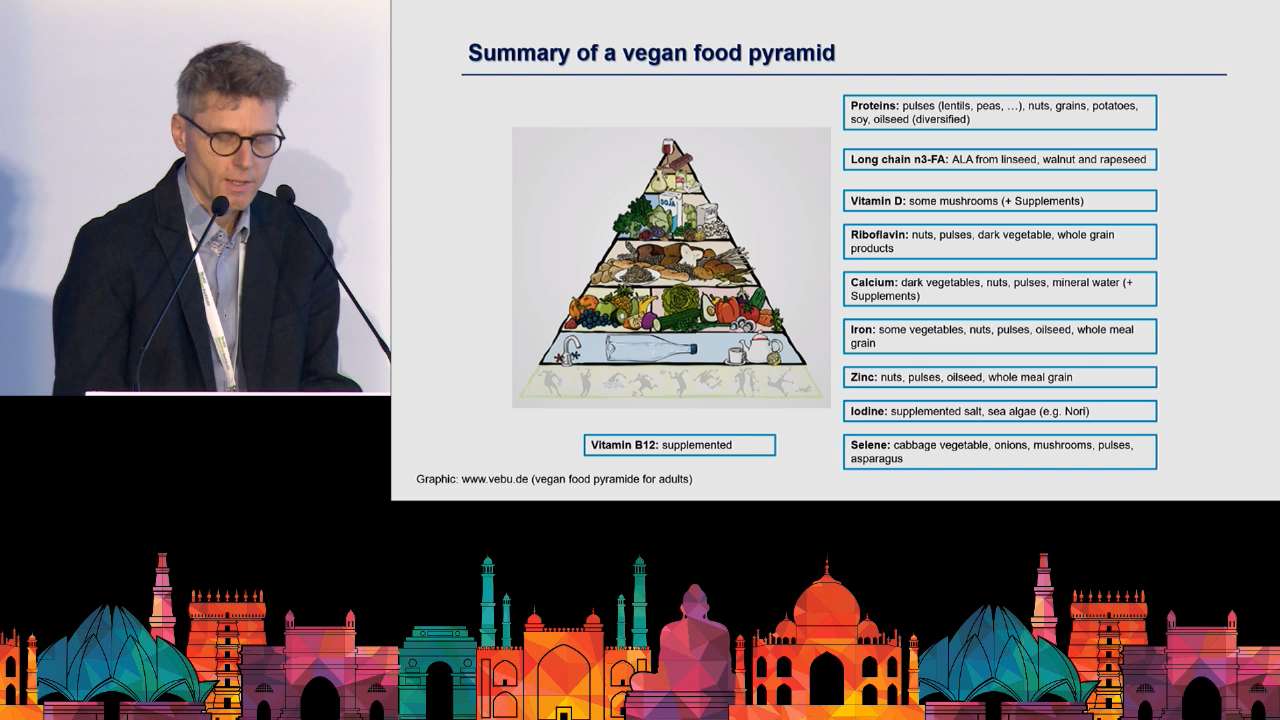 Summary of a vegan food pyramid
Proteins: pulses (lentils, peas, …), nuts, grains, potatoes,
soy, oilseed (diversified)
Long chain n3-FA: ALA from linseed, walnut and rapeseed
Vitamin D: some mushrooms (+ Supplements)
Riboflavin: nuts, pulses, dark vegetable, whole grain
products
Calcium: dark vegetables, nuts, pulses, mineral water (+
Supplements)
Iron: some vegetables, nuts, pulses, oilseed, whole meal
grain
Zinc: nuts, pulses, oilseed, whole meal grain
Iodine: supplemented salt, sea algae (e.g. Nori)
Selene: cabbage vegetable, onions, mushrooms, pulses,
asparagus
SOJA
Vitamin B12: supplemented
Graphic: www.vebu.de (vegan food pyramide for adults)